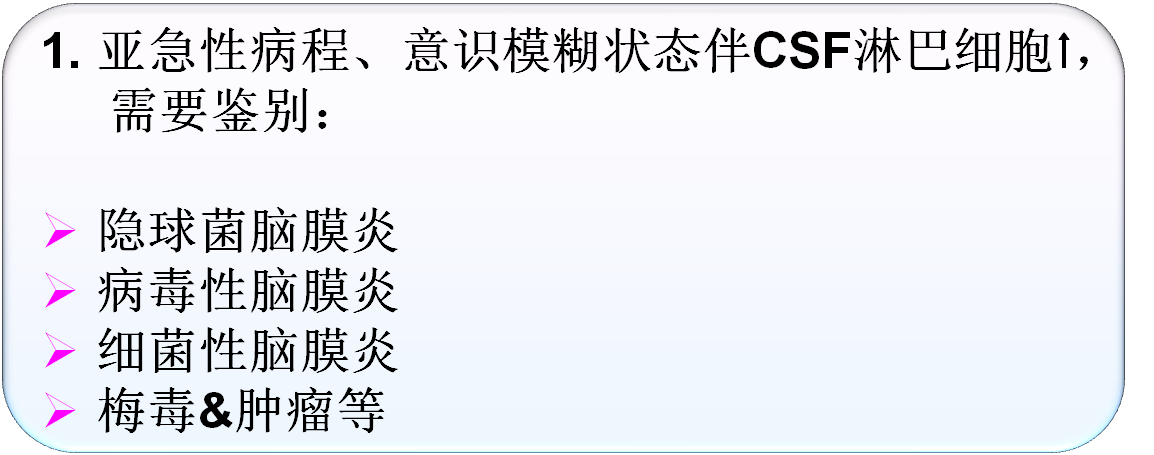 1. 亚急性病程、意识模糊状态伴CSF淋巴细胞↑，
需要鉴别：
➢ 隐球菌脑膜炎
➢ 病毒性脑膜炎
➢ 细菌性脑膜炎
➢ 梅毒&肿瘤等